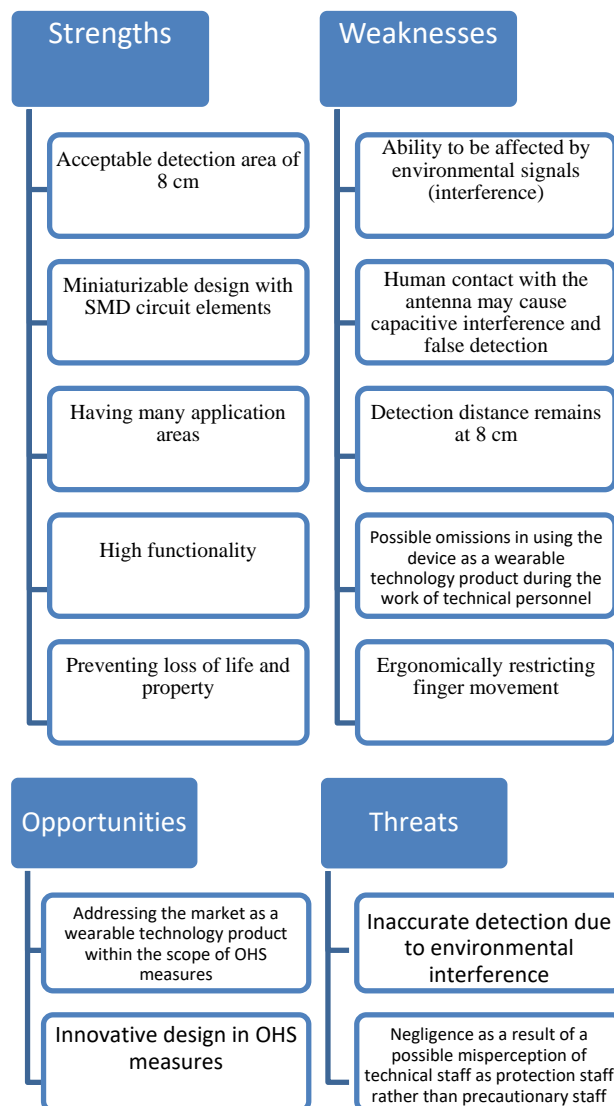 Strengths
Acceptable detection area of
8 cm
Miniaturizable design with
SMD circuit elements
Having many application
areas
High functionality
Preventing loss of life and
property
Weaknesses
Ability to be affected by
environmental signals
(interference)
Human contact with the
antenna may cause
capacitive interference and
false detection
Detection distance remains
at 8 cm
Possible omissions in using the
device as a wearable
technology product during the
work of technical personnel
Ergonomically restricting
finger movement
Opportunities
Addressing the market as a
wearable technology product
within the scope of OHS
measures
Innovative design in OHS
measures
Threats
Inaccurate detection due
to environmental
interference
Negligence as a result of a
possible misperception of
technical staff as protection staff
rather than precautionary staff